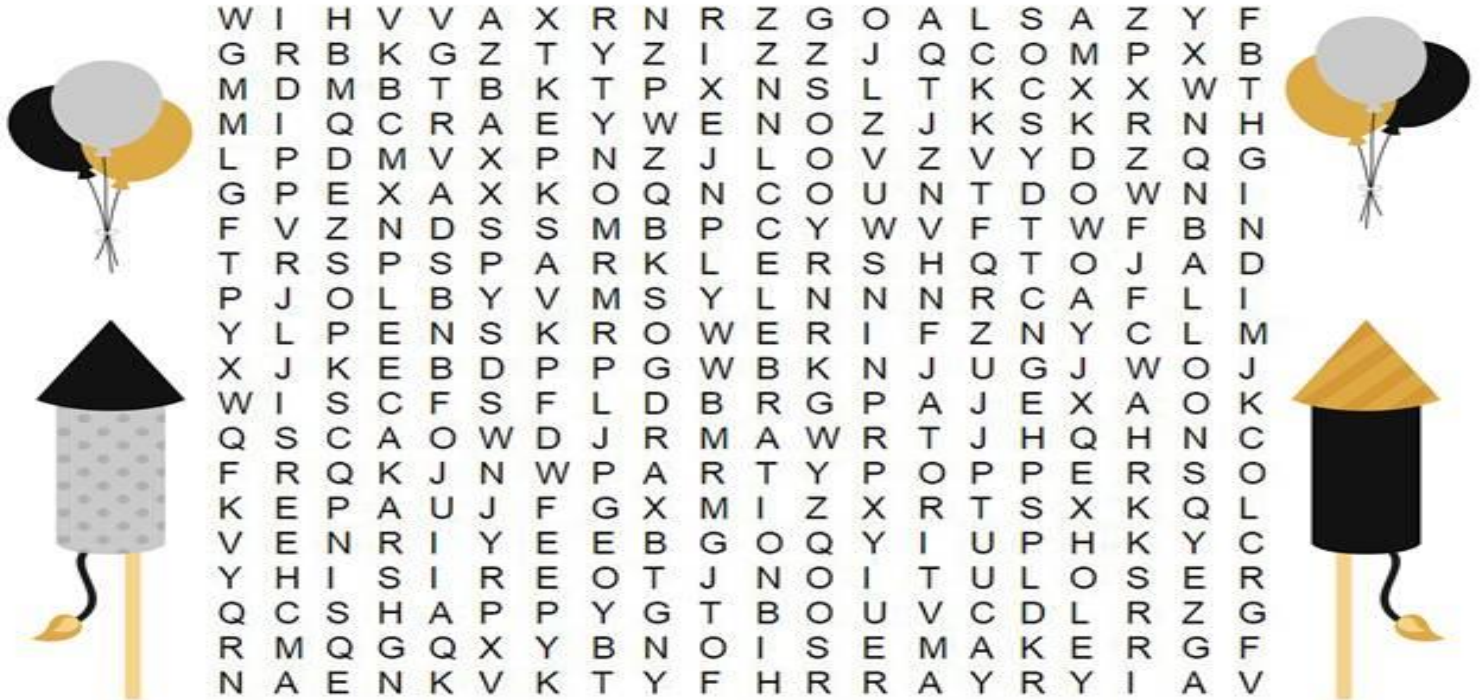 W I H V V A X R N R Z G O A L S A Z Y F
G R B K G Z T Y Z I Z Z J Q C O M P X B
M D M B T B K T P X N S L T K C X X W T
M I Q C R A E Y W E N O Z J K S K R N H
L P D M V X P N Z J L O V Z V Y D Z Q G
G P E X A X K O Q N C O U N T D O W N I
F V Z N D S S M B P C Y W V F T W F B N
T R S P S P A R K L E R S H Q T O J A D
P J O L B Y V M S Y L N N N R C A F L I
Y L P E N S K R O W E R I F Z N Y C L M
X J K E B D P P G W B K N J U G J W O J
W I S C F S F L D B R G P A J E X A O K
Q S C A O W D J R M A W R T J H Q H N C
F R Q K J N W P A R T Y P O P P E R S O
K E P A U J F G X M I Z X R T S X K Q L
V E N R I Y E E B G O Q Y I U P H K Y C
Y H I S I R E O T J N O I T U L O S E R
Q C S H A P P Y G T B O U V C D L R Z G
R M Q G Q X Y B N O I S E M A K E R G F
N A E N K V K T Y F H R R A Y R Y I A V